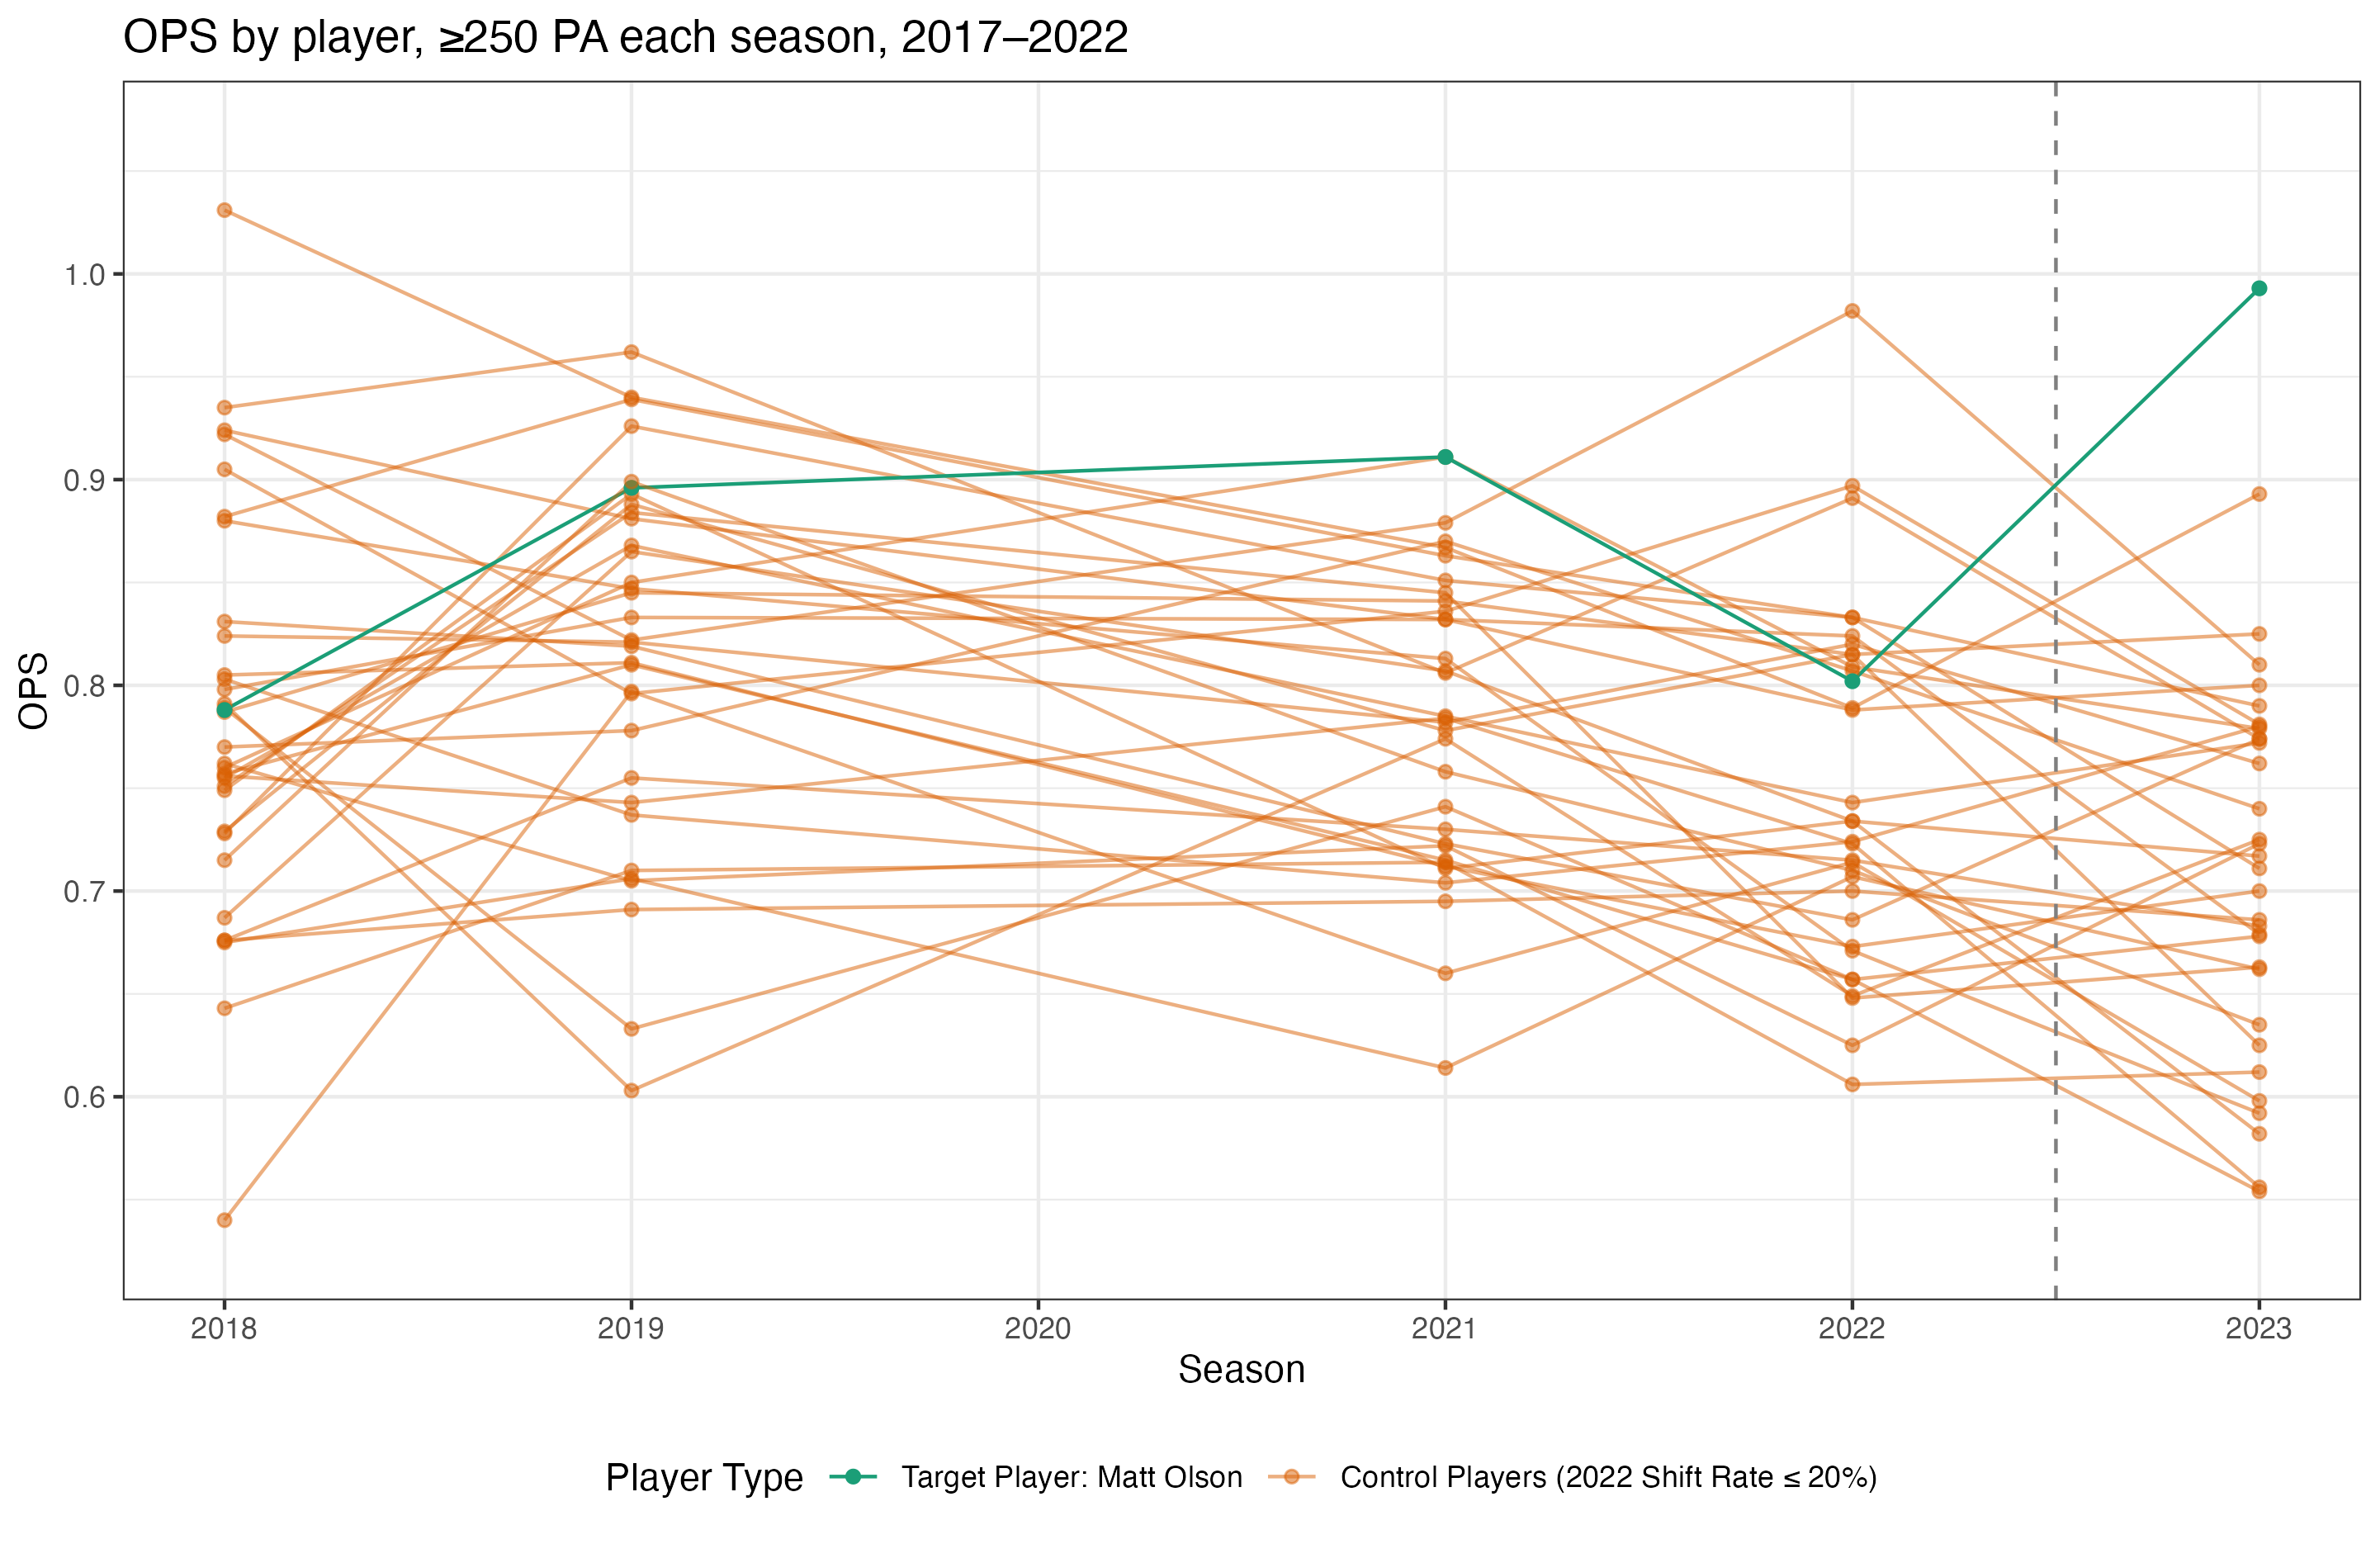 OPS by player, ≥250 PA each season, 2017–2022
OPS
1.0
0.9
0.8
0.7
0.6
2018 2019 2020 2021 2022 2023
Season
Player Type Target Player: Matt Olson Control Players (2022 Shift Rate ≤ 20%)